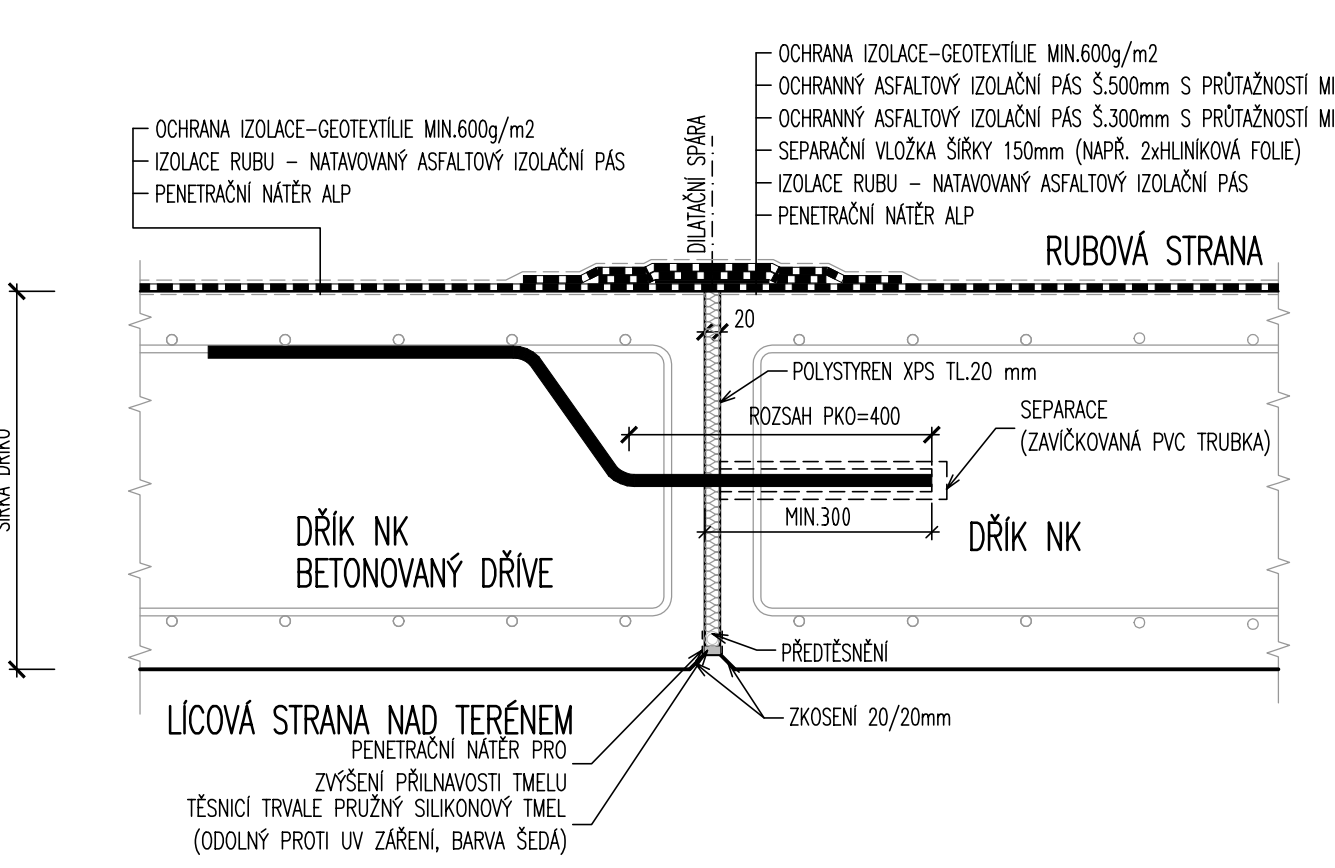 OCHRANA IZOLACE-GEOTEXTÍLIE MIN.600g/m2
IZOLACE RUBU - NATAVOVANÝ ASFALTOVÝ IZOLAČNÍ PÁS
PENETRAČNÍ NÁTĚR ALP
DILATAČNÍ SPÁRA
OCHRANA IZOLACE-GEOTEXTÍLIE MIN.600g/m2
OCHRANNÝ ASFALTOVÝ IZOLAČNÍ PÁS Š.500mm S PRŮTAŽNOSTÍ
OCHRANNÝ ASFALTOVÝ IZOLAČNÍ PÁS Š.300mm S PRŮTAŽNOSTÍ
SEPARAČNÍ VLOŽKA ŠÍŘKY 150mm (NAPŘ. 2xHLINÍKOVÁ FOLIE)
IZOLACE RUBU - NATAVOVANÝ ASFALTOVÝ IZOLAČNÍ PÁS
PENETRAČNÍ NÁTĚR ALP
RUBOVÁ STRANA
20
POLYSTYREN XPS TL.20 mm
ROZSAH PKO=400
SEPARACE
(ZAVÍČKOVANÁ PVC TRUBKA)
MIN.300
ŠÍŘKA DŘÍKU
DŘÍK NK
BETONOVANÝ DŘÍVE
DŘÍK NK
PŘEDTĚSNĚNÍ
ZKOSENÍ 20/20mm
LÍCOVÁ STRANA NAD TERÉNEM
PENETRAČNÍ NÁTĚR PRO
ZVÝŠENÍ PŘILNAVOSTI TMELU
TĚSNICÍ TRVALE PRUŽNÝ SILIKONOVÝ TMEL
(ODOLNÝ PROTI UV ZÁŘENÍ, BARVA ŠEDÁ)